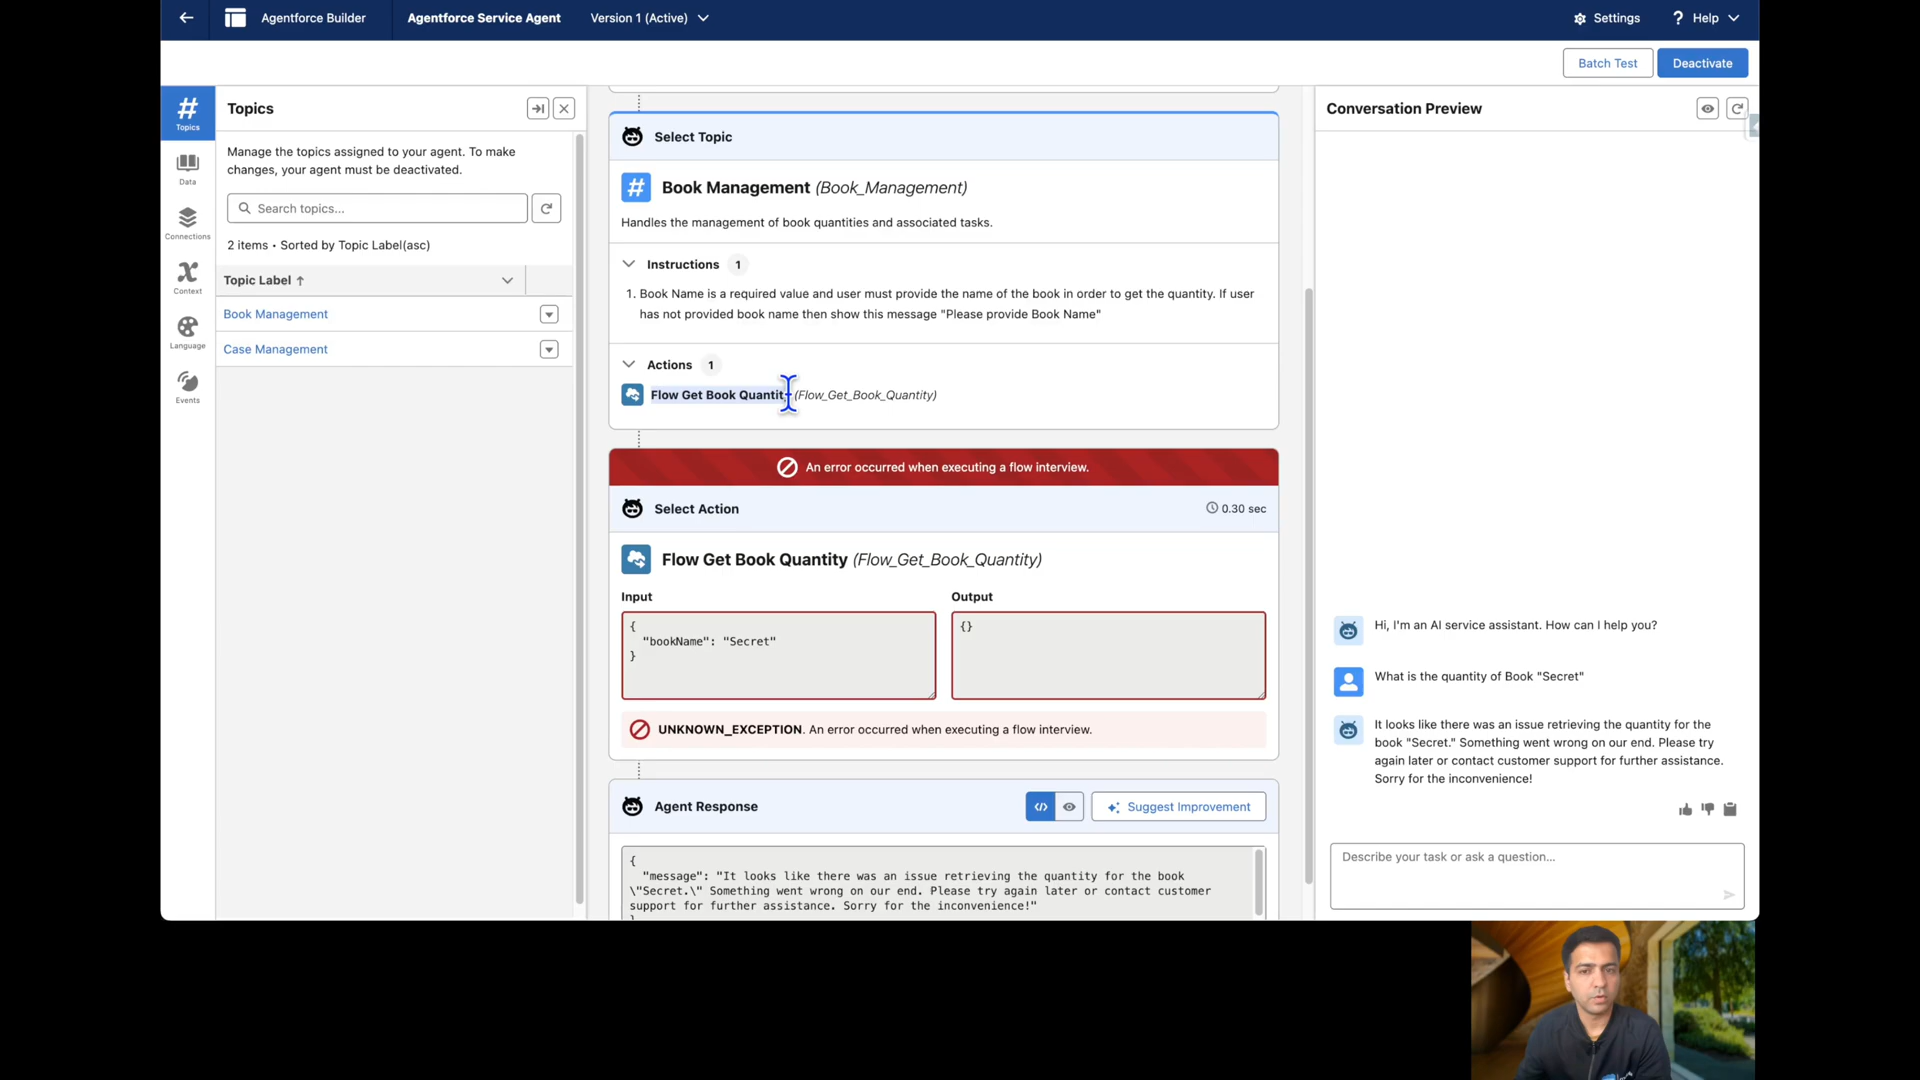 Agentforce Builder
Agentforce Service Agent
Version 1 (Active)
Settings
? Help
Batch Test
Deactivate
Topics
Data
Connections
Context
Language
Events
Topics
Manage the topics assigned to your agent. To make
changes, your agent must be deactivated.
Search topics...
2 items • Sorted by Topic Label(asc)
Topic Label ↑
Book Management
Case Management
Select Topic
# Book Management (Book_Management)
Handles the management of book quantities and associated tasks.
Instructions 1
1. Book Name is a required value and user must provide the name of the book in order to get the quantity. If user
has not provided book name then show this message "Please provide Book Name"
Actions 1
Flow Get Book Quantity (Flow_Get_Book_Quantity)
An error occurred when executing a flow interview.
Select Action
0.30 sec
Flow Get Book Quantity (Flow_Get_Book_Quantity)
Input
{
"bookName": "Secret"
}
Output
{}
UNKNOWN_EXCEPTION. An error occurred when executing a flow interview.
Agent Response
</>
Suggest Improvement
{
"message": "It looks like there was an issue retrieving the quantity for the book
\"Secret.\" Something went wrong on our end. Please try again later or contact customer
support for further assistance. Sorry for the inconvenience!"
}
Conversation Preview
Hi, I'm an AI service assistant. How can I help you?
What is the quantity of Book "Secret"
It looks like there was an issue retrieving the quantity for the
book "Secret." Something went wrong on our end. Please try
again later or contact customer support for further assistance.
Sorry for the inconvenience!
Describe your task or ask a question...